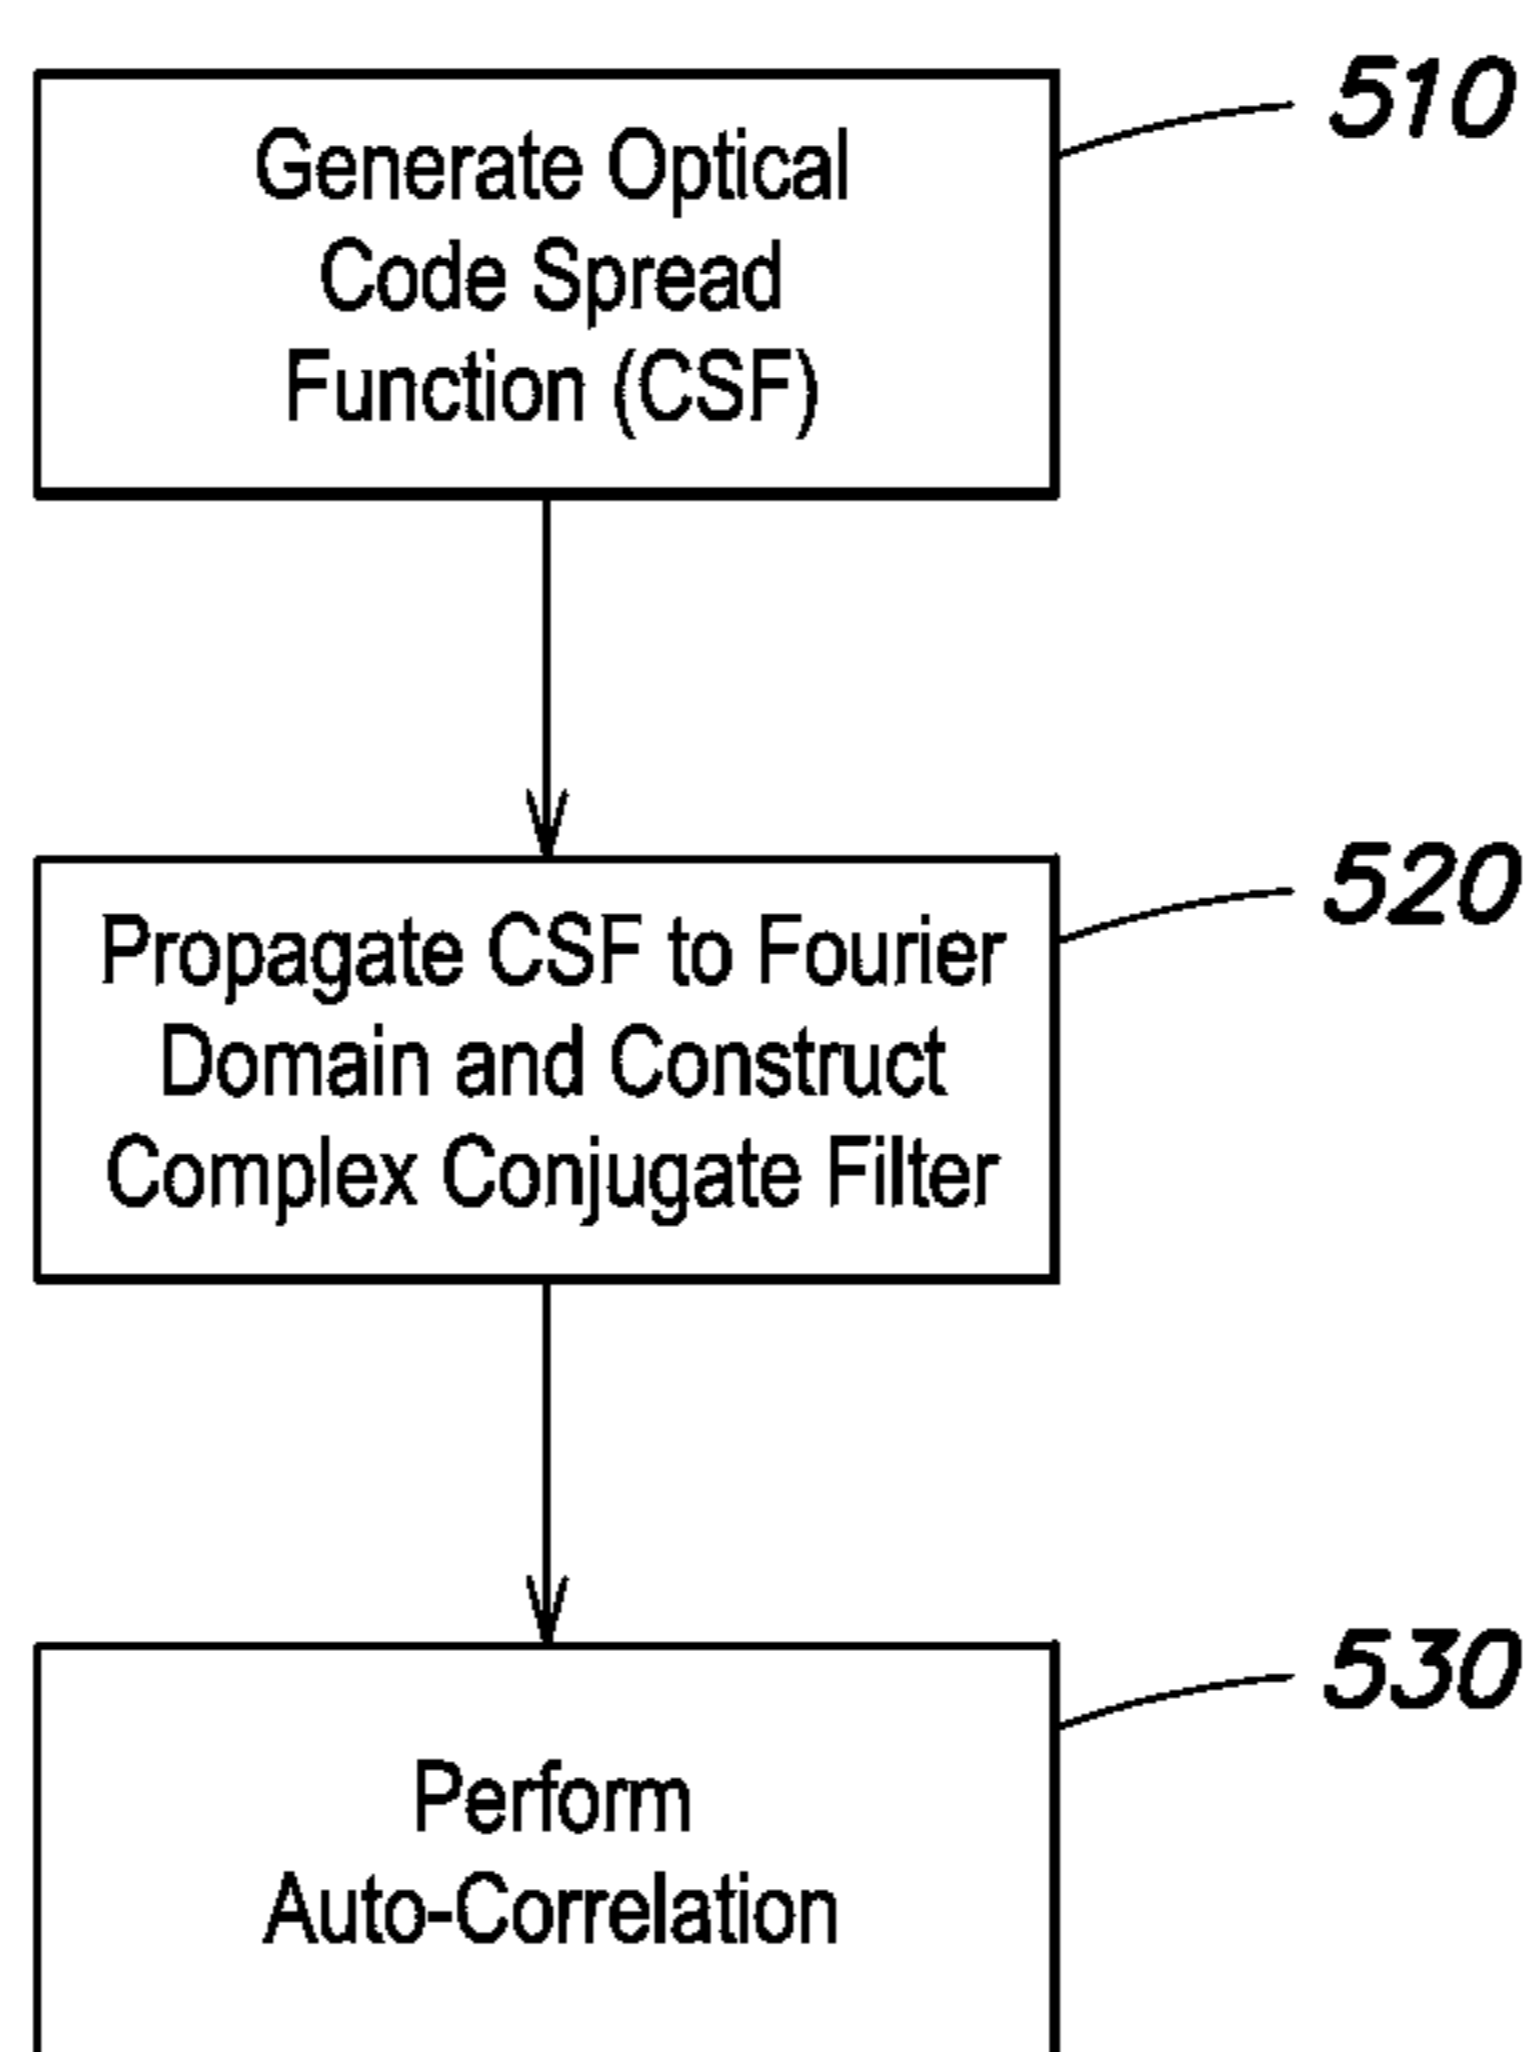 510
Generate Optical
Code Spread
Function (CSF)
520
Propagate CSF to Fourier
Domain and Construct
Complex Conjugate Filter
530
Perform
Auto-Correlation